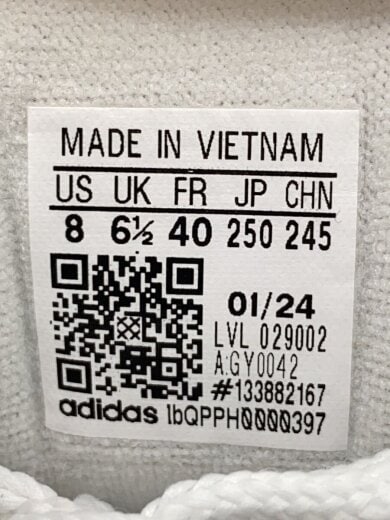 MADE IN VIETNAM
US UK FR JP CHN
8 6½ 40 250 245
01/24
LVL 029002
A:GY0042
#133882167
adidas lbQPPH0000397